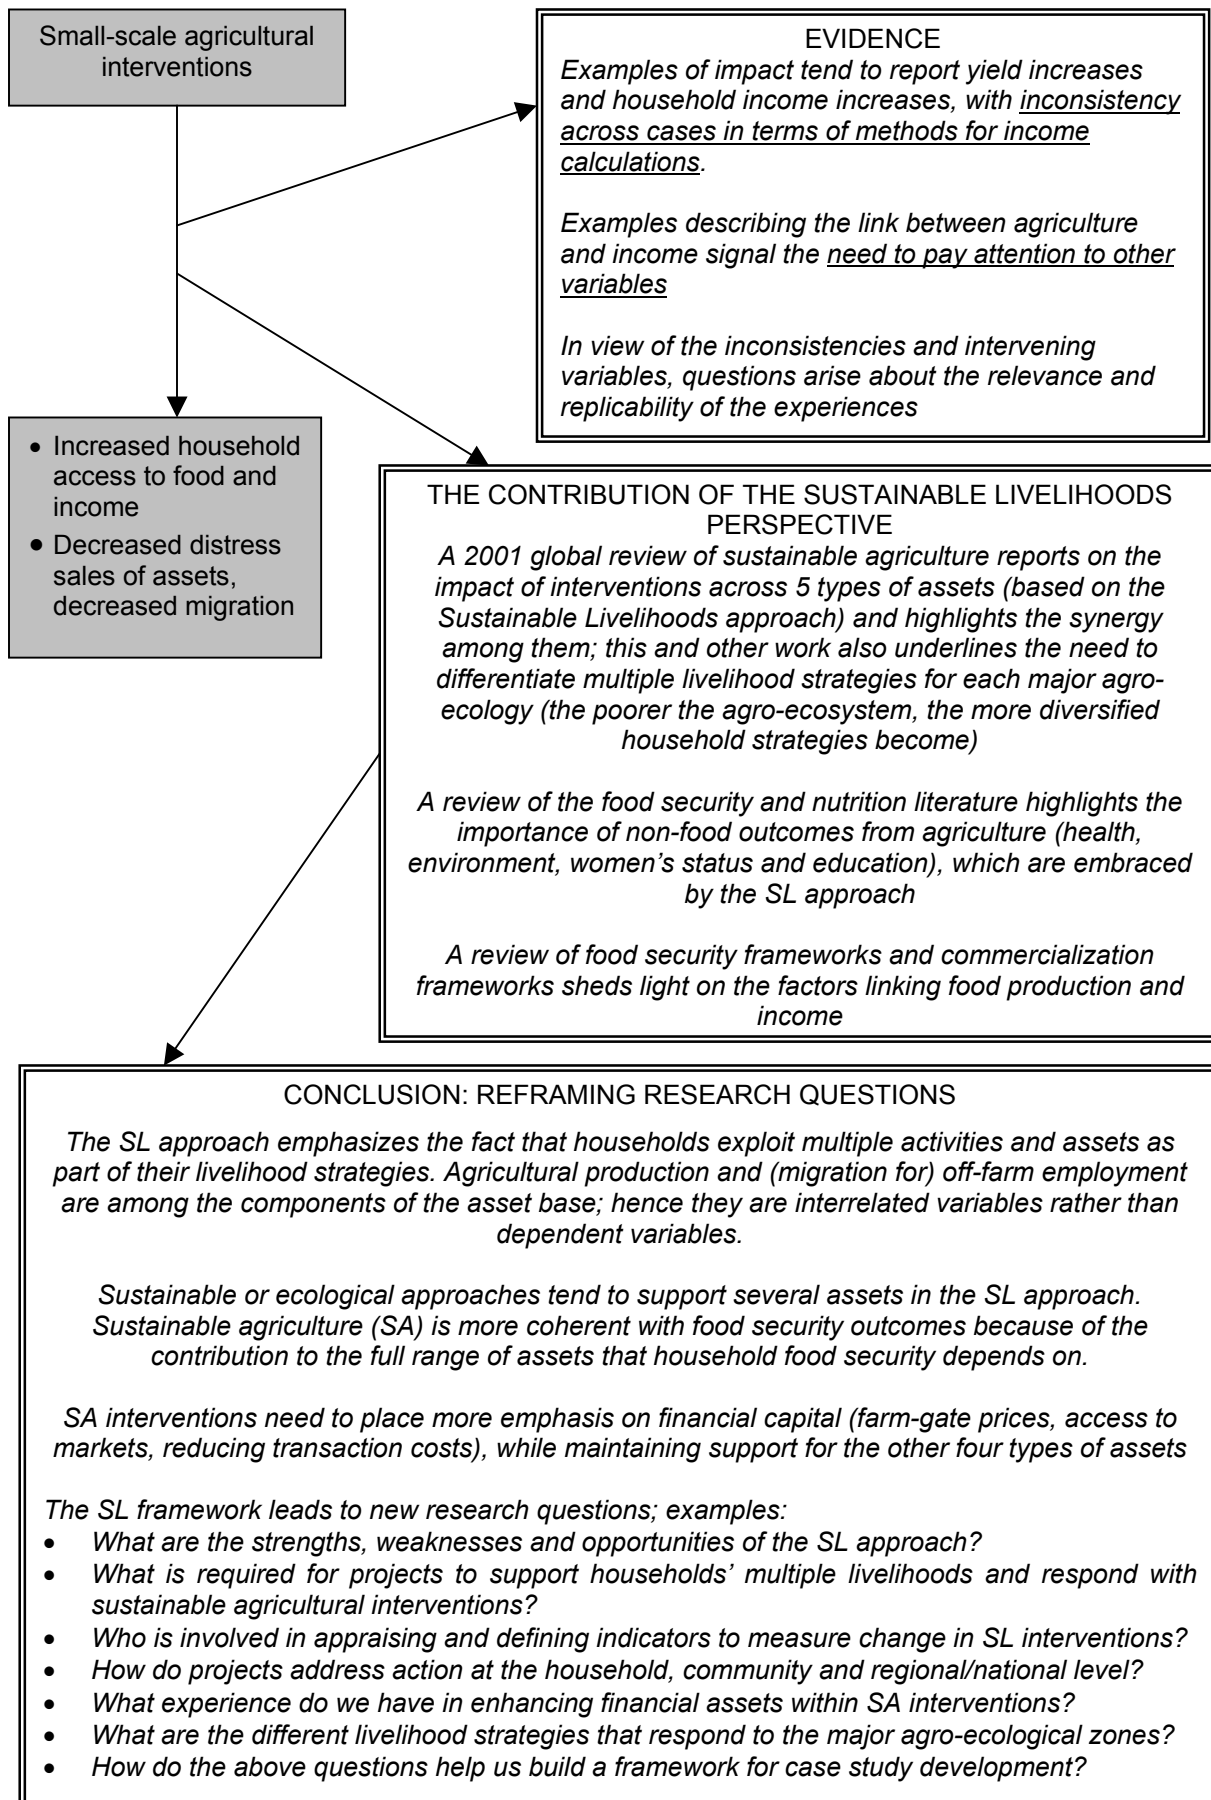 Small-scale agricultural
interventions
EVIDENCE
Examples of impact tend to report yield increases
and household income increases, with inconsistency
across cases in terms of methods for income
calculations.
Examples describing the link between agriculture
and income signal the need to pay attention to other
variables
In view of the inconsistencies and intervening
variables, questions arise about the relevance and
replicability of the experiences
• Increased household
access to food and
income
• Decreased distress
sales of assets,
decreased migration
THE CONTRIBUTION OF THE SUSTAINABLE LIVELIHOODS
PERSPECTIVE
A 2001 global review of sustainable agriculture reports on the
impact of interventions across 5 types of assets (based on the
Sustainable Livelihoods approach) and highlights the synergy
among them; this and other work also underlines the need to
differentiate multiple livelihood strategies for each major agro-
ecology (the poorer the agro-ecosystem, the more diversified
household strategies become)
A review of the food security and nutrition literature highlights the
importance of non-food outcomes from agriculture (health,
environment, women's status and education), which are embraced
by the SL approach
A review of food security frameworks and commercialization
frameworks sheds light on the factors linking food production and
income
CONCLUSION: REFRAMING RESEARCH QUESTIONS
The SL approach emphasizes the fact that households exploit multiple activities and assets as
part of their livelihood strategies. Agricultural production and (migration for) off-farm employment
are among the components of the asset base; hence they are interrelated variables rather than
dependent variables.
Sustainable or ecological approaches tend to support several assets in the SL approach.
Sustainable agriculture (SA) is more coherent with food security outcomes because of the
contribution to the full range of assets that household food security depends on.
SA interventions need to place more emphasis on financial capital (farm-gate prices, access to
markets, reducing transaction costs), while maintaining support for the other four types of assets
The SL framework leads to new research questions; examples:
• What are the strengths, weaknesses and opportunities of the SL approach?
• What is required for projects to support households' multiple livelihoods and respond with
sustainable agricultural interventions?
• Who is involved in appraising and defining indicators to measure change in SL interventions?
• How do projects address action at the household, community and regional/national level?
• What experience do we have in enhancing financial assets within SA interventions?
• What are the different livelihood strategies that respond to the major agro-ecological zones?
• How do the above questions help us build a framework for case study development?